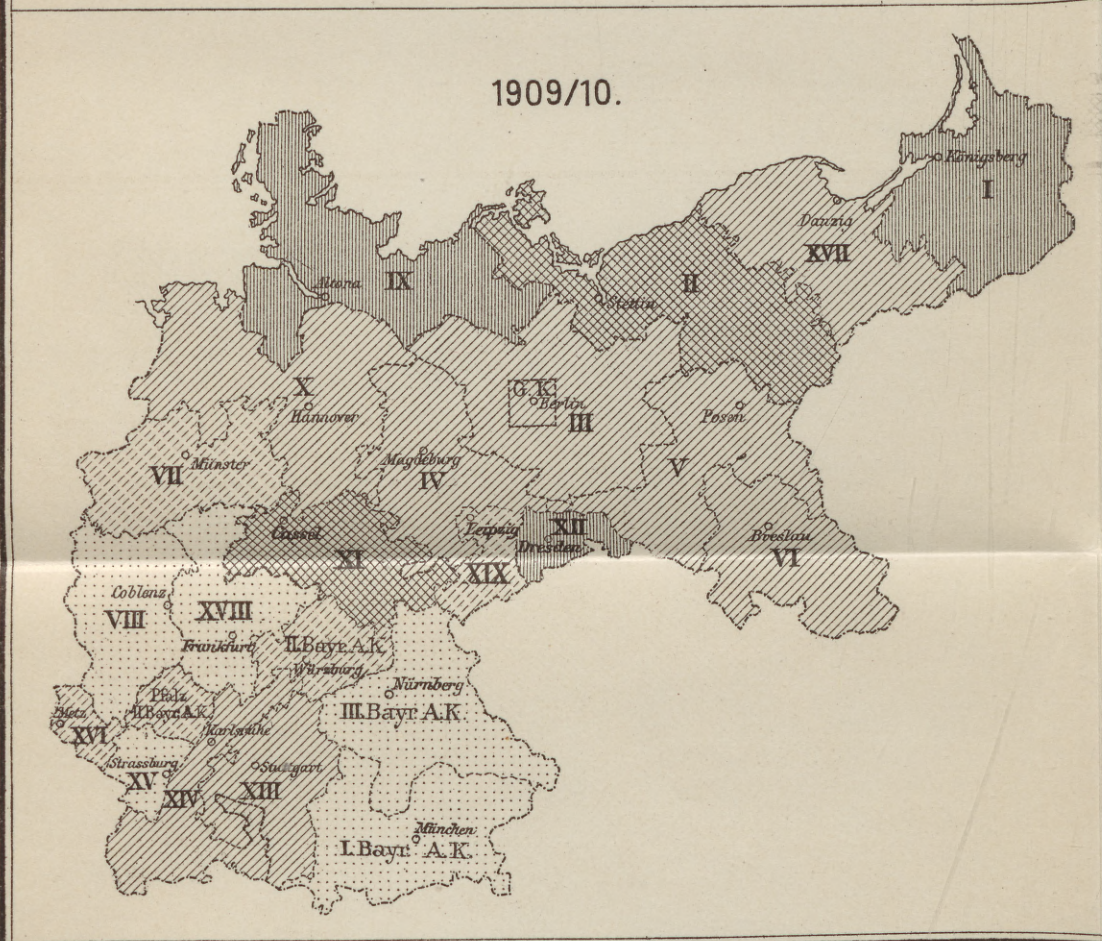 1909/10.
Königsberg
I
Danzig
XVII
Altona
IX
II
Stettin
X
Hannover
G. K.
Berlin
III
Posen
V
VII
Münster
Magdeburg
IV
Cassel
XI
Leipzig
XIX
XII
Dresden
Breslau
VI
Coblenz
VIII
XVIII
Frankfurt
II. Bayr. A.K.
Würzburg
Nürnberg
III. Bayr. A.K.
Pfalz
II. Bayr. A.K.
Metz
XVI
Karlsruhe
Strassburg
XV
XIV
Stuttgart
XIII
München
I. Bayr. A.K.